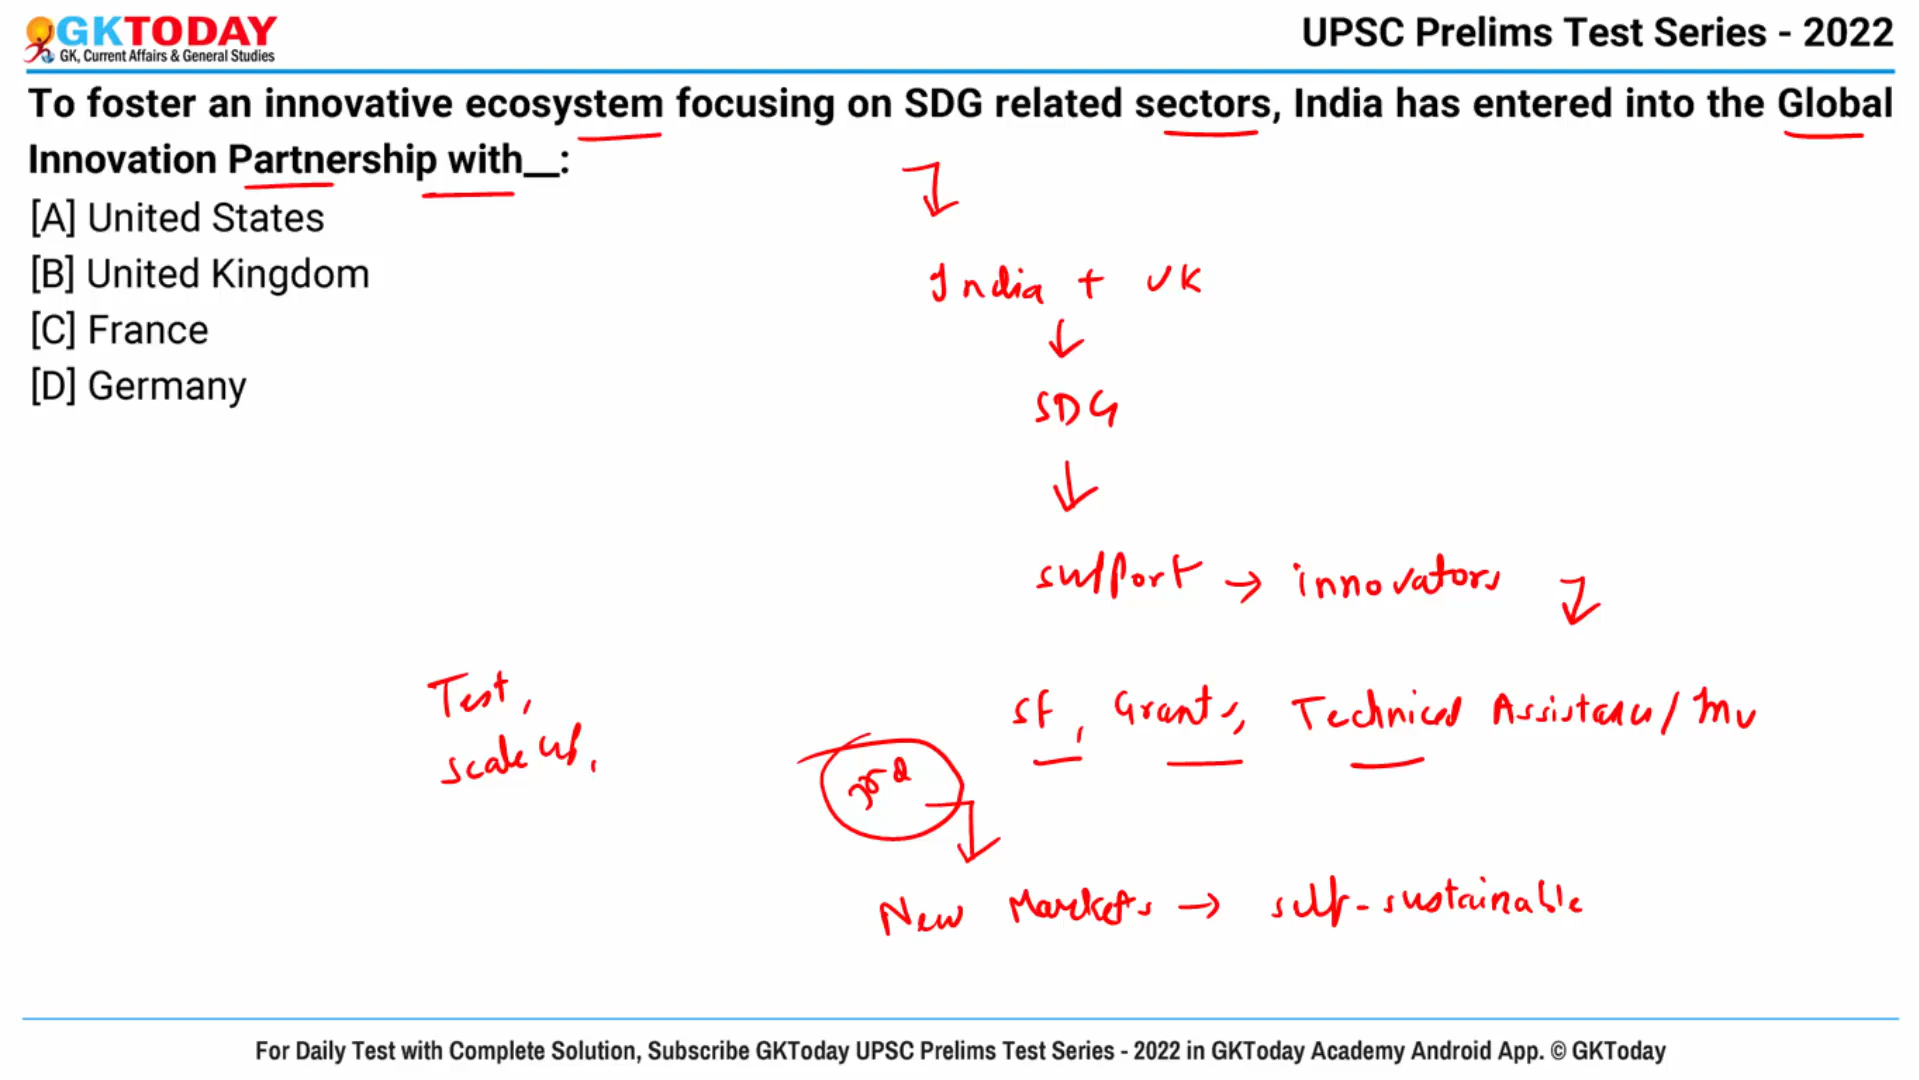 GKTODAY
GK, Current Affairs & General Studies
UPSC Prelims Test Series - 2022
To foster an innovative ecosystem focusing on SDG related sectors, India has entered into the Global
Innovation Partnership with__:
[A] United States
[B] United Kingdom
[C] France
[D] Germany
India + UK
SDG
support → innovators
Test,
scale up,
SF, Grants, Technical Assistance/
3rd
New Markets → self-sustainable
For Daily Test with Complete Solution, Subscribe GKToday UPSC Prelims Test Series - 2022 in GKToday Academy Android App. © GKToday